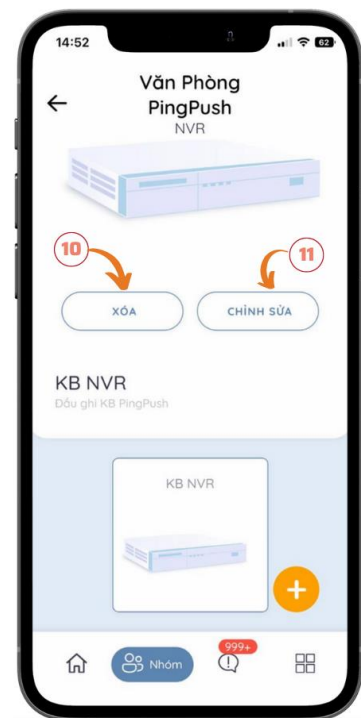 14:52
62
Văn Phòng
PingPush
NVR
10
11
XÓA
CHỈNH SỬA
KB NVR
Đầu ghi KB PingPush
KB NVR
+
Nhóm
999+